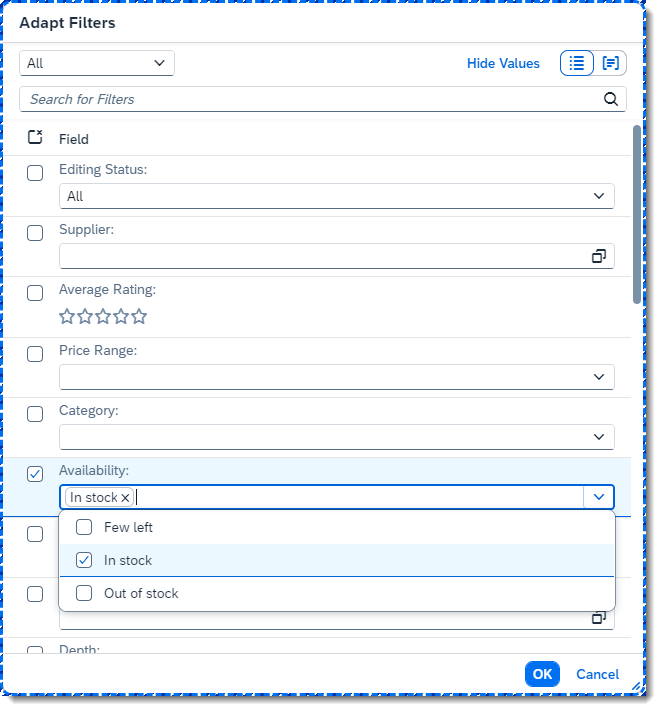 Adapt Filters
All
Hide Values
Search for Filters
Field
Editing Status:
All
Supplier:
Average Rating:
Price Range:
Category:
Availability:
In stock
Few left
In stock
Out of stock
Depth:
OK
Cancel